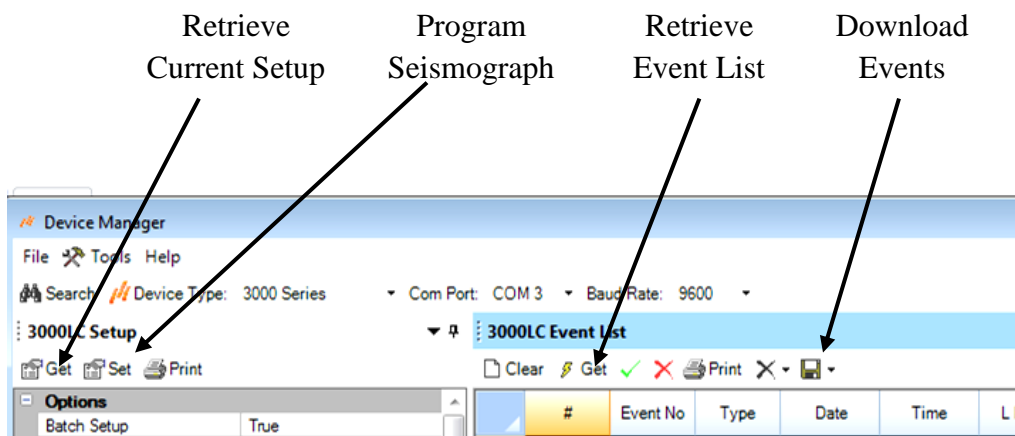 Retrieve Program Retrieve Download
Current Setup Seismograph Event List Events
Device Manager
File Tools Help
Search Device Type: 3000 Series Com Port: COM 3 Baud Rate: 9600
3000LC Setup 3000LC Event List
Get Set Print Clear Get Print
Options # Event No Type Date Time L
Batch Setup True